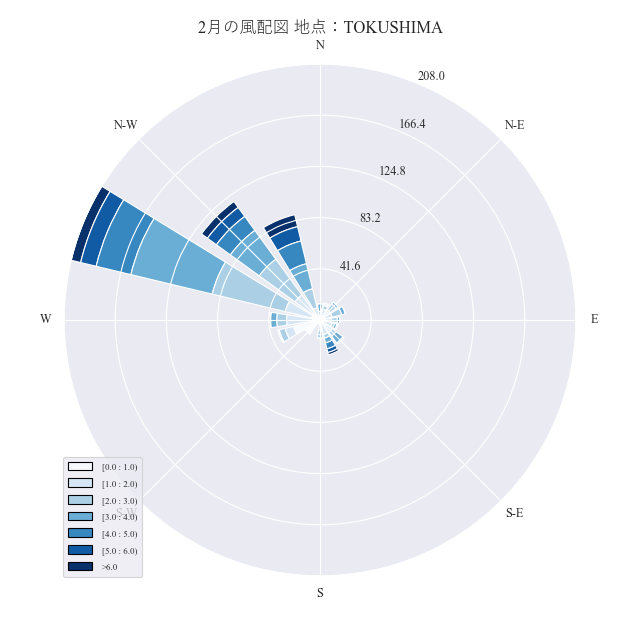 2月の風配図 地点：TOKUSHIMA
N
208.0
N-W
N-E
166.4
124.8
83.2
41.6
W
E
[0.0 : 1.0)
[1.0 : 2.0)
[2.0 : 3.0)
S-W
[3.0 : 4.0)
S-E
[4.0 : 5.0)
[5.0 : 6.0)
>6.0
S